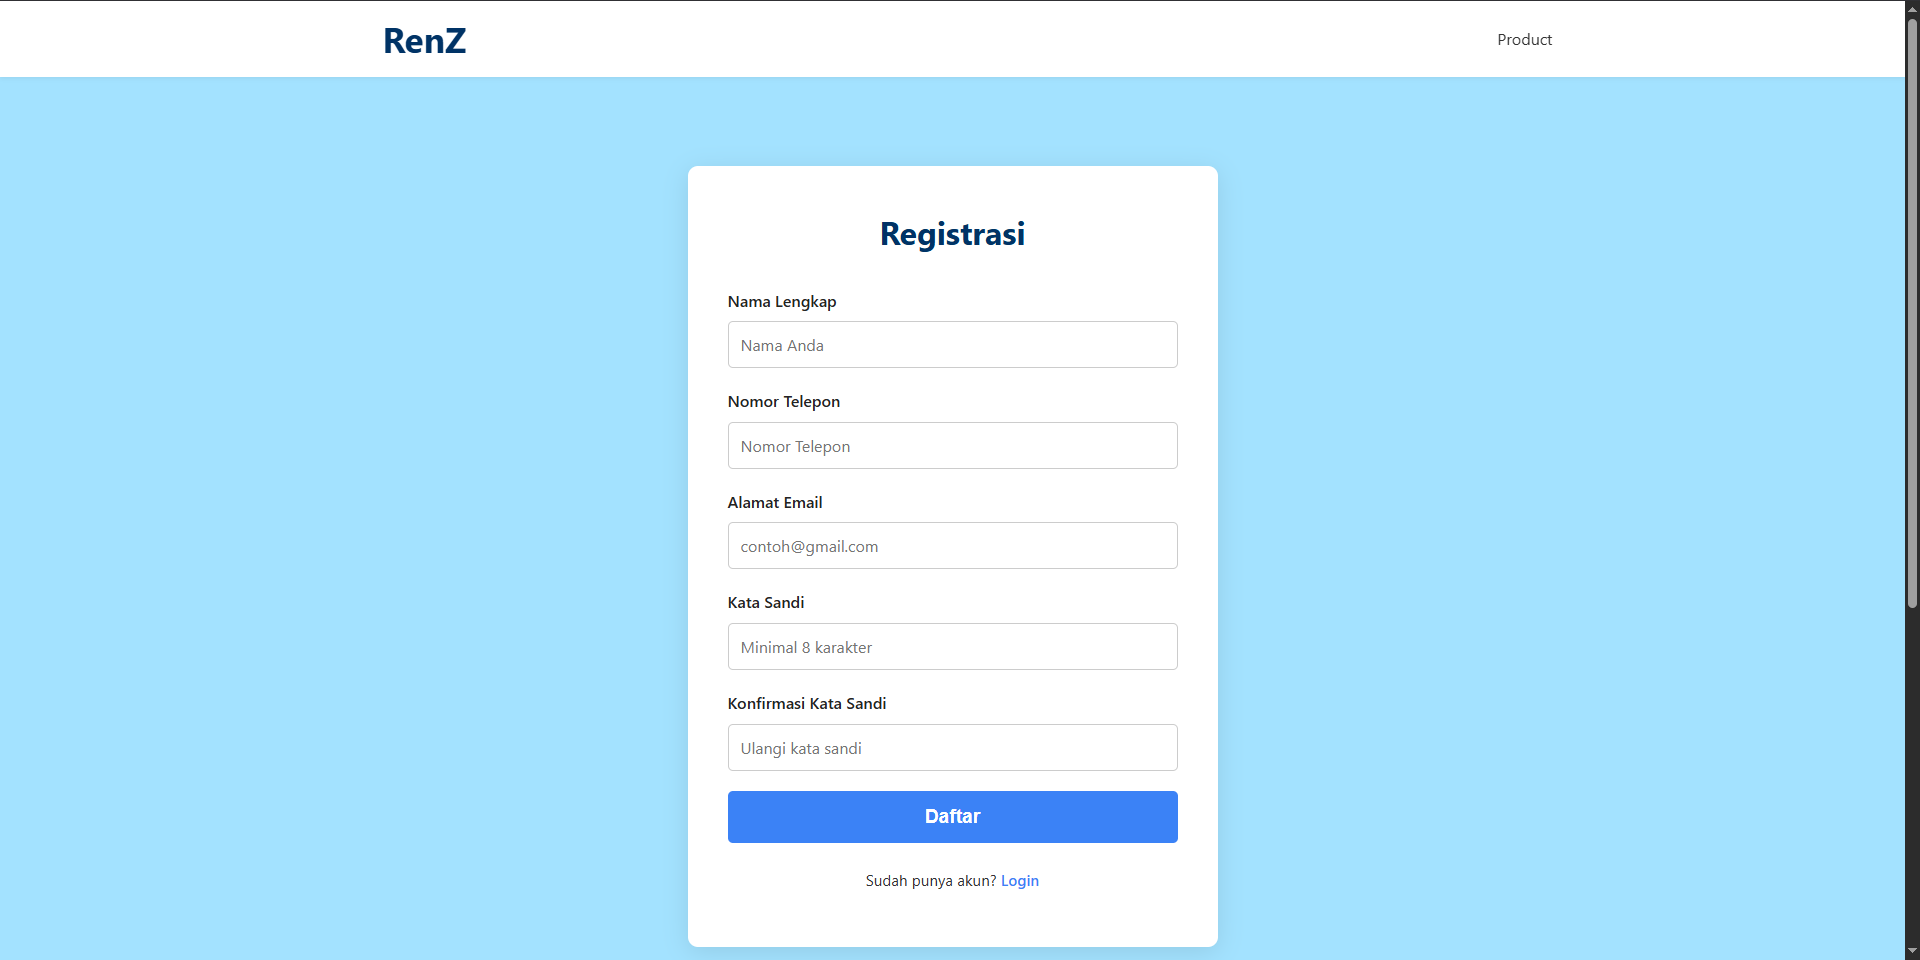 RenZ
Product
Registrasi
Nama Lengkap
Nama Anda
Nomor Telepon
Nomor Telepon
Alamat Email
contoh@gmail.com
Kata Sandi
Minimal 8 karakter
Konfirmasi Kata Sandi
Ulangi kata sandi
Daftar
Sudah punya akun? Login